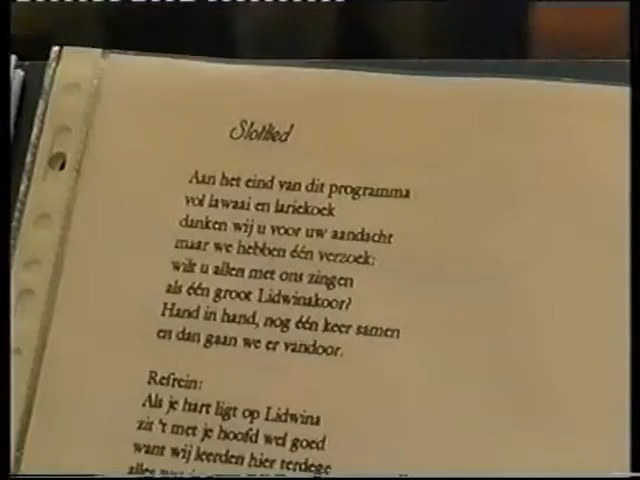 Slotlied
Aan het eind van dit programma
vol lawaai en lariekoek
danken wij u voor uw aandacht
maar we hebben één verzoek:
wilt u allen met ons zingen
als één groot Lidwinakoor?
Hand in hand, nog één keer samen
en dan gaan we er vandoor.
Refrein:
Als je hart ligt op Lidwina
zit 't met je hoofd wel goed
want wij leerden hier terdege
alles